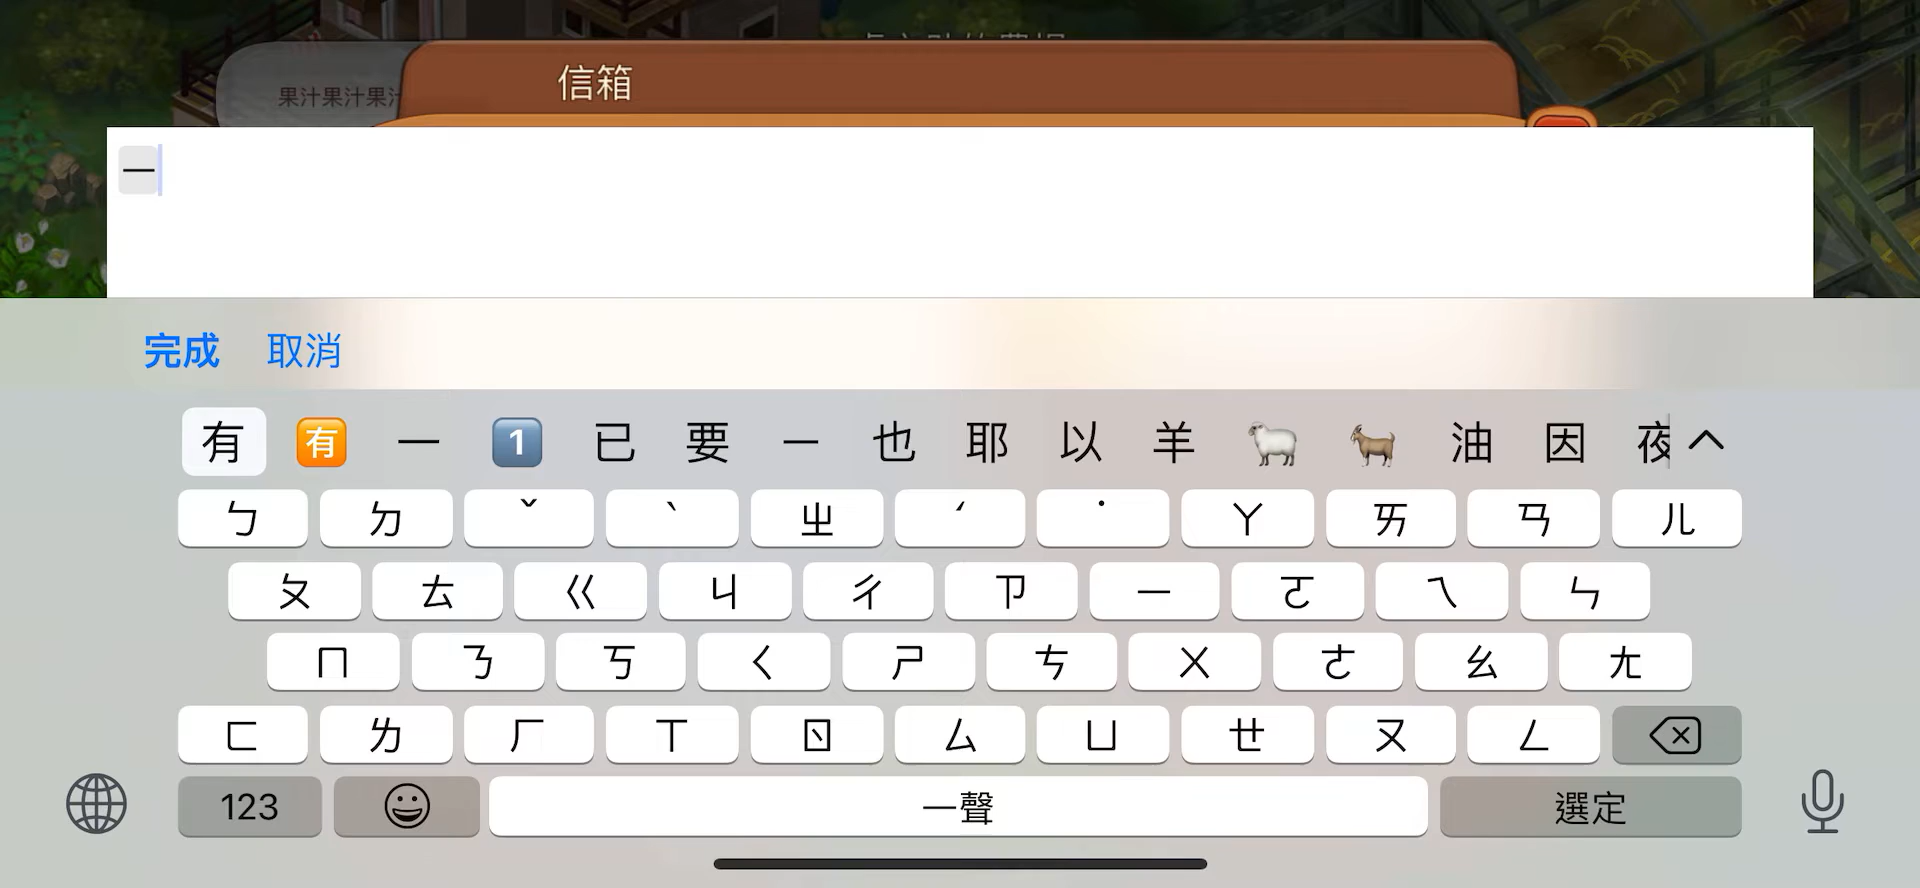 信箱
果汁果汁果汁
ㄧ
完成 取消
有 🈶 一 1️⃣ 已 要 ㄧ 也 耶 以 羊 🐑 🐐 油 因 夜
ㄅ ㄉ ˇ ˋ ㄓ ˊ ˙ ㄚ ㄞ ㄢ ㄦ
ㄆ ㄊ ㄍ ㄐ ㄔ ㄗ ㄧ ㄛ ㄟ ㄣ
ㄇ ㄋ ㄎ ㄑ ㄕ ㄘ ㄨ ㄜ ㄠ ㄤ
ㄈ ㄌ ㄏ ㄒ ㄖ ㄙ ㄩ ㄝ ㄡ ㄥ
123 一聲 選定